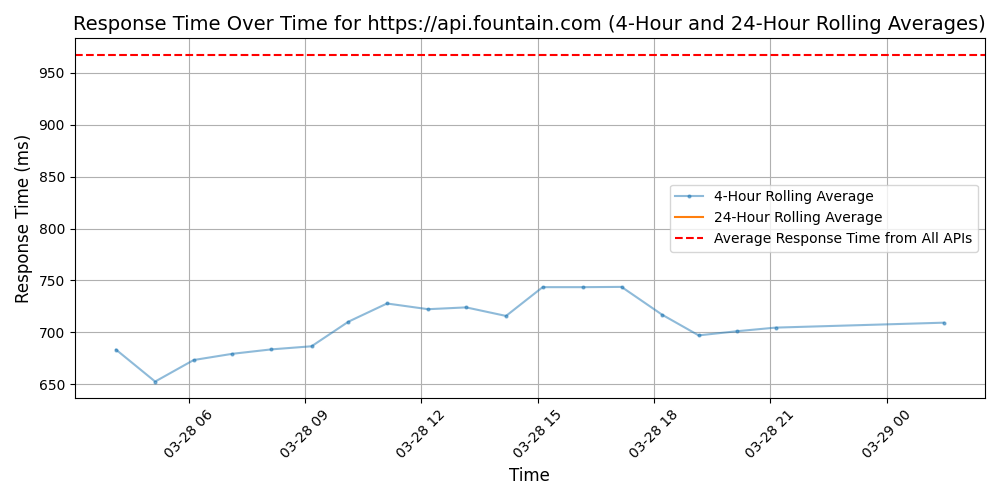 Response Time Over Time for https://api.fountain.com (4-Hour and 24-Hour Rolling Averages)
Response Time (ms)
950
900
850
800
750
700
650
4-Hour Rolling Average
24-Hour Rolling Average
Average Response Time from All APIs
03-28 06
03-28 09
03-28 12
03-28 15
03-28 18
03-28 21
03-29 00
Time